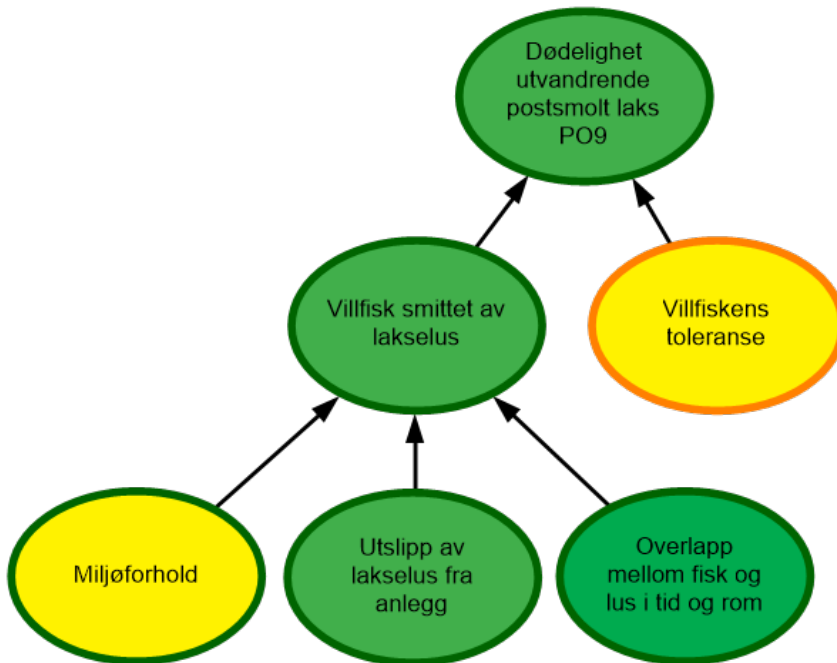 Dødelighet
utvandrende
postsmolt laks
PO9
Villfisk smittet av
lakselus
Villfiskens
toleranse
Miljøforhold
Utslipp av
lakselus fra
anlegg
Overlapp
mellom fisk og
lus i tid og rom